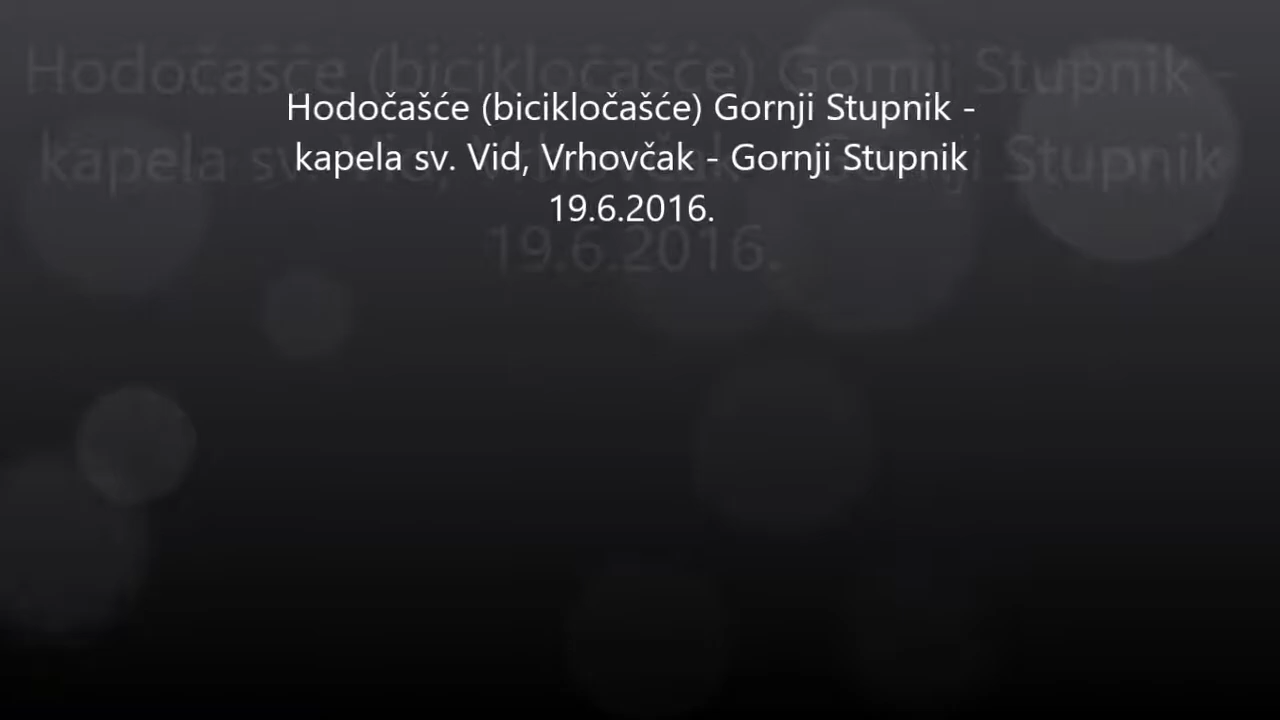 Hodočašće (bicikločašće) Gornji Stupnik -
kapela sv. Vid, Vrhovčak - Gornji Stupnik
19.6.2016.